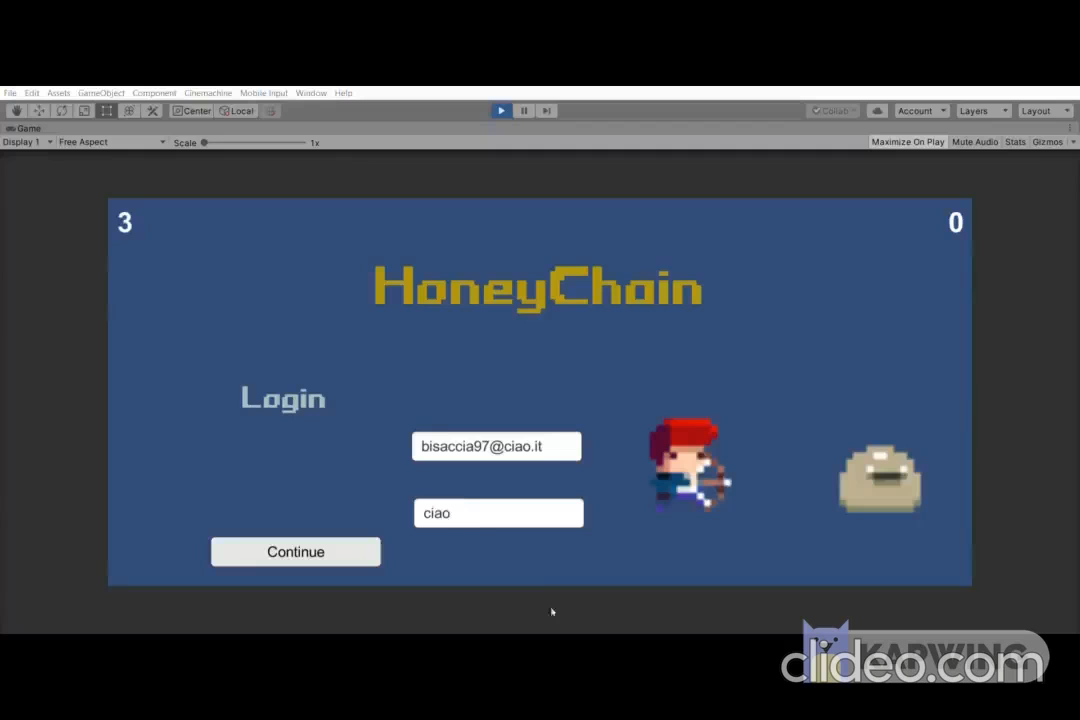 File Edit Assets GameObject Component Cinemachine Mobile Input Window Help
Center Local Collab Account Layers Layout
Game
Display 1 Free Aspect Scale 1x Maximize On Play Mute Audio Stats Gizmos
3 0
HoneyChain
Login
bisaccia97@ciao.it
ciao
Continue
KAPWING
clideo.com